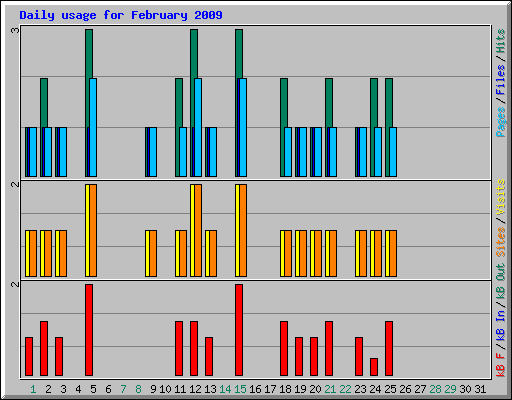 Daily usage for February 2009
3
Pages / Files / Hits
2
Sites / Visits
2
kB F / kB In / kB Out
1 2 3 4 5 6 7 8 9 10 11 12 13 14 15 16 17 18 19 20 21 22 23 24 25 26 27 28 29 30 31